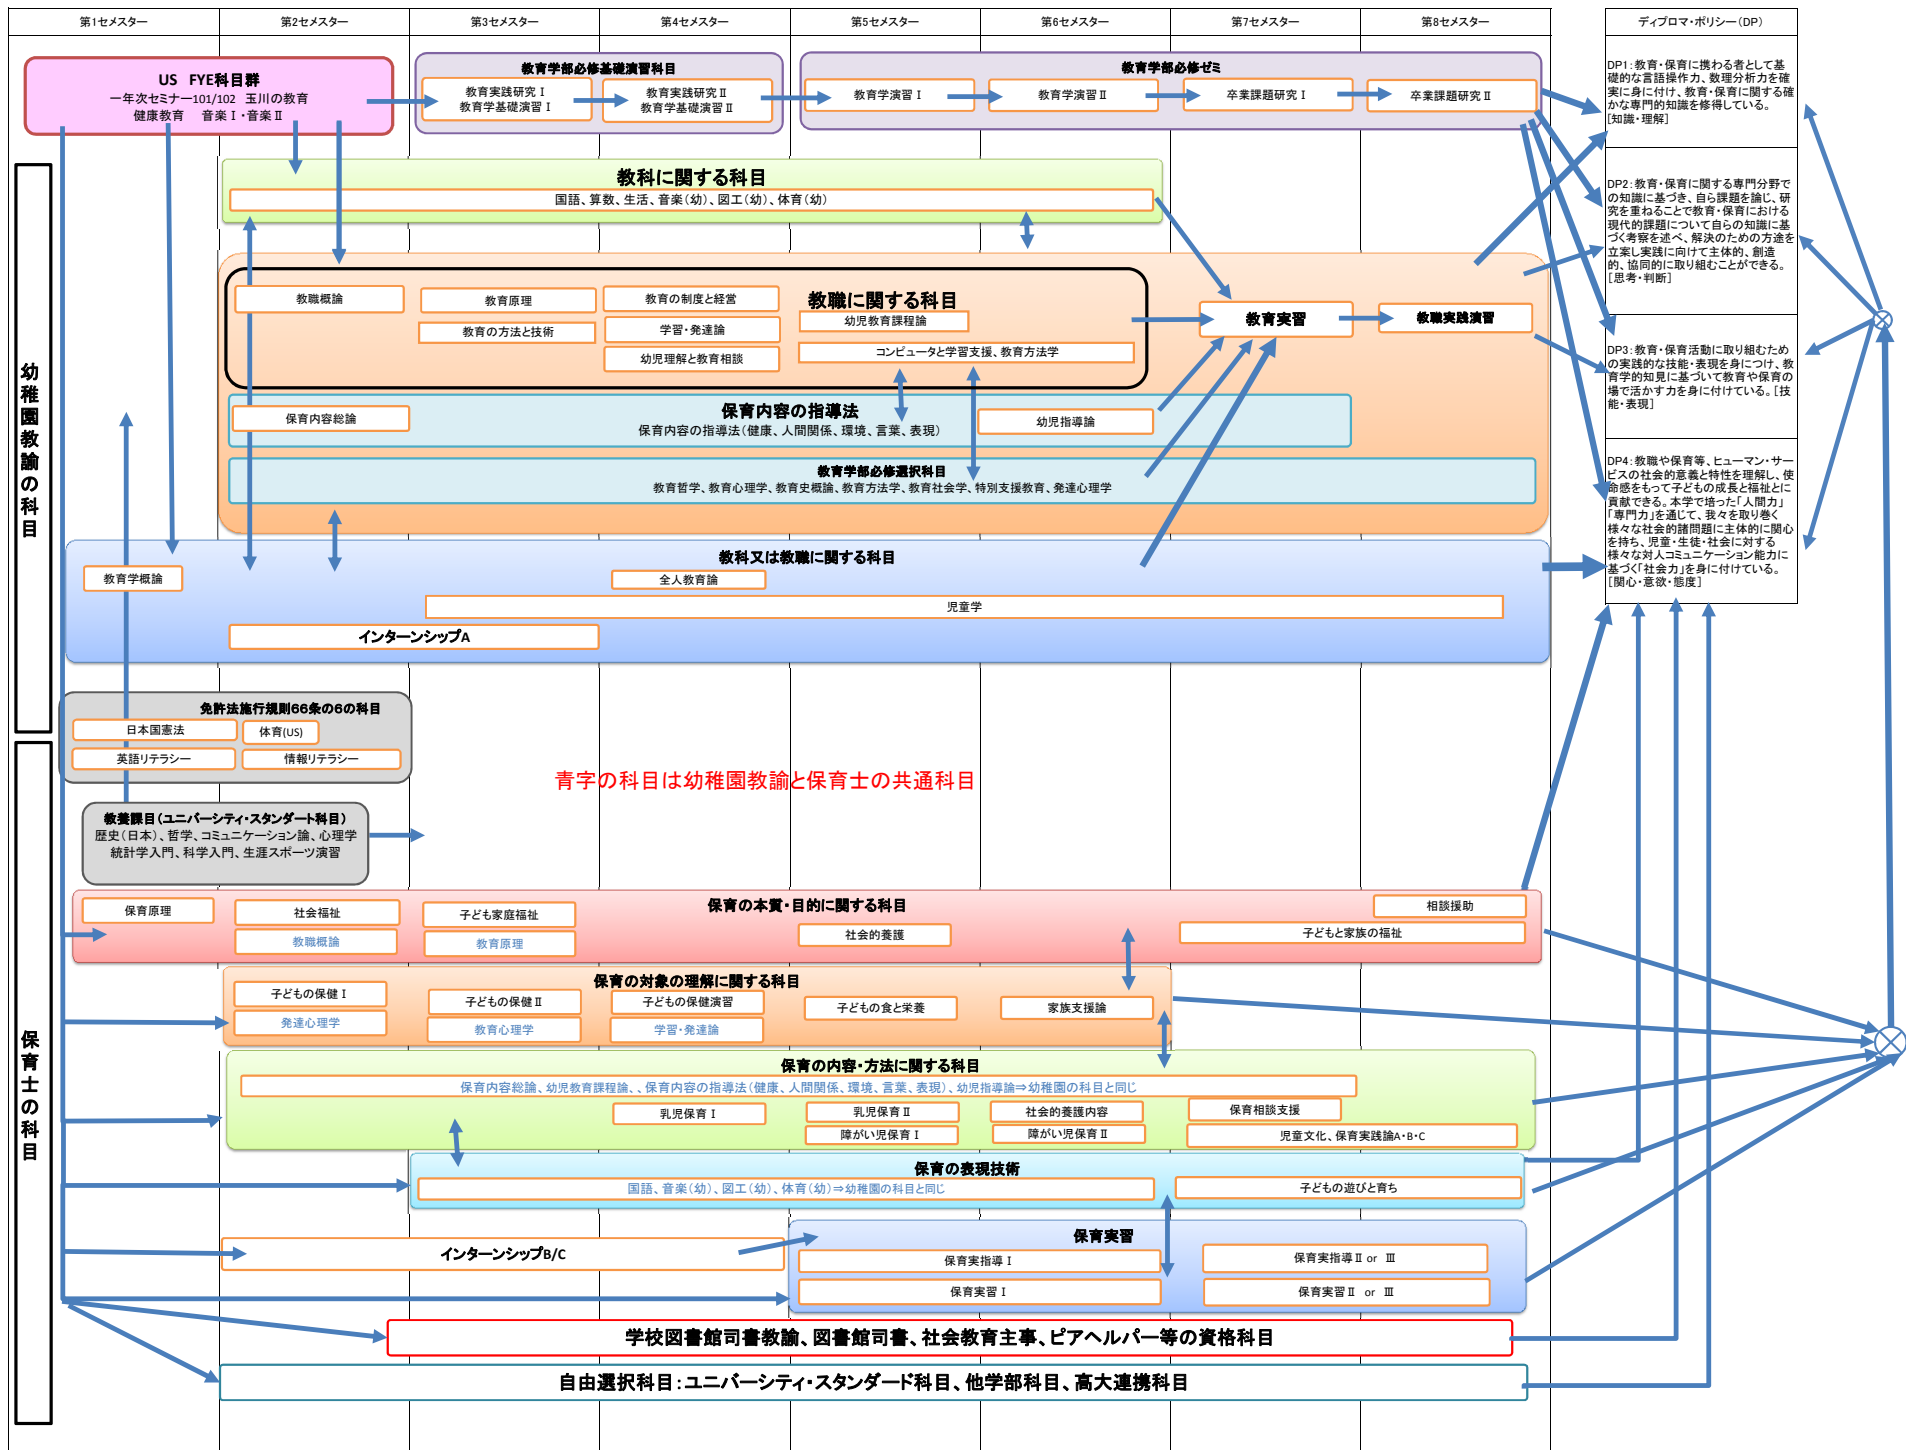 第1セメスター
第2セメスター
第3セメスター
第4セメスター
第5セメスター
第6セメスター
第7セメスター
第8セメスター
ディプロマ・ポリシー(DP)
US FYE科目群
一年次セミナー101/102 玉川の教育
健康教育 音楽Ⅰ・音楽Ⅱ
教育学部必修基礎演習科目
教育実践研究Ⅰ
教育学基礎演習Ⅰ
教育実践研究Ⅱ
教育学基礎演習Ⅱ
教育学部必修ゼミ
教育学演習Ⅰ
教育学演習Ⅱ
卒業課題研究Ⅰ
卒業課題研究Ⅱ
DP1:教育・保育に携わる者として基
礎的な言語操作力、数理分析力を確
実に身に付け、教育・保育に関する確
かな専門的知識を修得している。
[知識・理解]
DP2:教育・保育に関する専門分野で
の知識に基づき、自ら課題を論じ、研
究を重ねることで教育・保育における
現代的課題について自らの知識に基
づく考察を述べ、解決のための方途を
立案し実践に向けて主体的、創造
的、協同的に取り組むことができる。
[思考・判断]
DP3:教育・保育活動に取り組むため
の実践的な技能・表現を身につけ、教
育学的知見に基づいて教育や保育の
場で活かす力を身に付けている。[技
能・表現]
DP4:教職や保育等、ヒューマン・サー
ビスの社会的意義と特性を理解し、使
命感をもって子どもの成長と福祉とに
貢献できる。本学で培った「人間力」
「専門力」を通じて、我々を取り巻く
様々な社会的諸問題に主体的に関心
を持ち、児童・生徒・社会に対する
様々な対人コミュニケーション能力に
基づく「社会力」を身に付けている。
[関心・意欲・態度]
幼稚園教諭の科目
教科に関する科目
国語、算数、生活、音楽(幼)、図工(幼)、体育(幼)
教職に関する科目
教職概論
教育原理
教育の制度と経営
教育の方法と技術
学習・発達論
幼児教育課程論
幼児理解と教育相談
コンピュータと学習支援、教育方法学
教育実習
教職実践演習
保育内容の指導法
保育内容総論
保育内容の指導法(健康、人間関係、環境、言葉、表現)
幼児指導論
教育学部必修選択科目
教育哲学、教育心理学、教育史概論、教育方法学、教育社会学、特別支援教育、発達心理学
教科又は教職に関する科目
教育学概論
全人教育論
児童学
インターンシップA
免許法施行規則66条の6の科目
日本国憲法
体育(US)
英語リテラシー
情報リテラシー
青字の科目は幼稚園教諭と保育士の共通科目
教養課目(ユニバーシティ・スタンダート科目)
歴史(日本)、哲学、コミュニケーション論、心理学
統計学入門、科学入門、生涯スポーツ演習
保育士の科目
保育の本質・目的に関する科目
保育原理
社会福祉
子ども家庭福祉
相談援助
教職概論
教育原理
社会的養護
子どもと家族の福祉
保育の対象の理解に関する科目
子どもの保健Ⅰ
子どもの保健Ⅱ
子どもの保健演習
子どもの食と栄養
家族支援論
発達心理学
教育心理学
学習・発達論
保育の内容・方法に関する科目
保育内容総論、幼児教育課程論、、保育内容の指導法(健康、人間関係、環境、言葉、表現)、幼児指導論⇒幼稚園の科目と同じ
乳児保育Ⅰ
乳児保育Ⅱ
社会的養護内容
保育相談支援
障がい児保育Ⅰ
障がい児保育Ⅱ
児童文化、保育実践論A・B・C
保育の表現技術
国語、音楽(幼)、図工(幼)、体育(幼)⇒幼稚園の科目と同じ
子どもの遊びと育ち
保育実習
インターンシップB/C
保育実指導Ⅰ
保育実指導Ⅱ or Ⅲ
保育実習Ⅰ
保育実習Ⅱ or Ⅲ
学校図書館司書教諭、図書館司書、社会教育主事、ピアヘルパー等の資格科目
自由選択科目:ユニバーシティ・スタンダード科目、他学部科目、高大連携科目